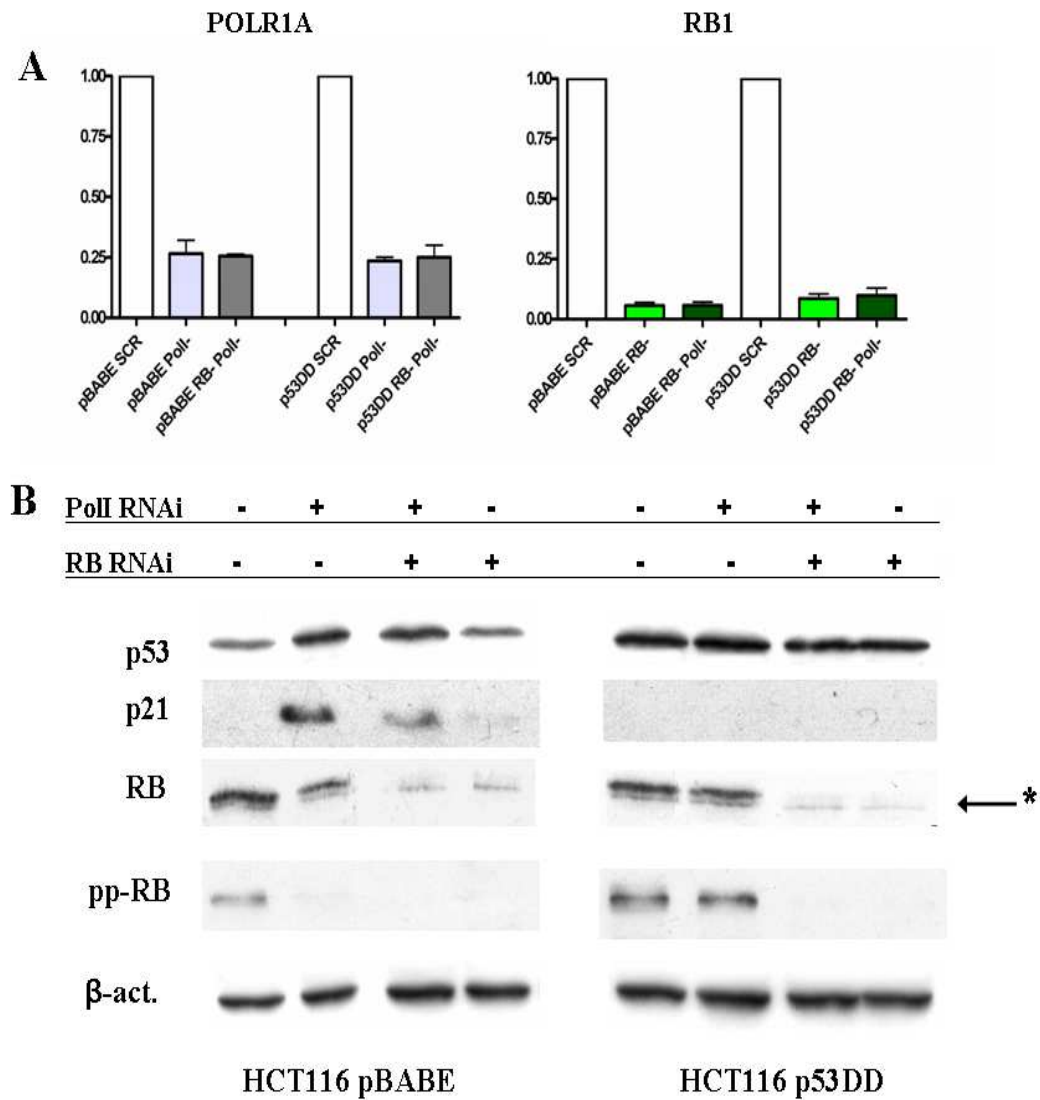 POLR1A
RB1
A
1.00
0.75
0.50
0.25
0.00
pBABE SCR
pBABE PolI-
pBABE RB- PolI-
p53DD SCR
p53DD PolI-
p53DD RB- PolI-
1.00
0.75
0.50
0.25
0.00
pBABE SCR
pBABE RB-
pBABE RB- PolI-
p53DD SCR
p53DD RB-
p53DD RB- PolI-
B
PolI RNAi - + + - - + + -
RB RNAi - - + + - - + +
p53
p21
RB
*
pp-RB
β-act.
HCT116 pBABE
HCT116 p53DD